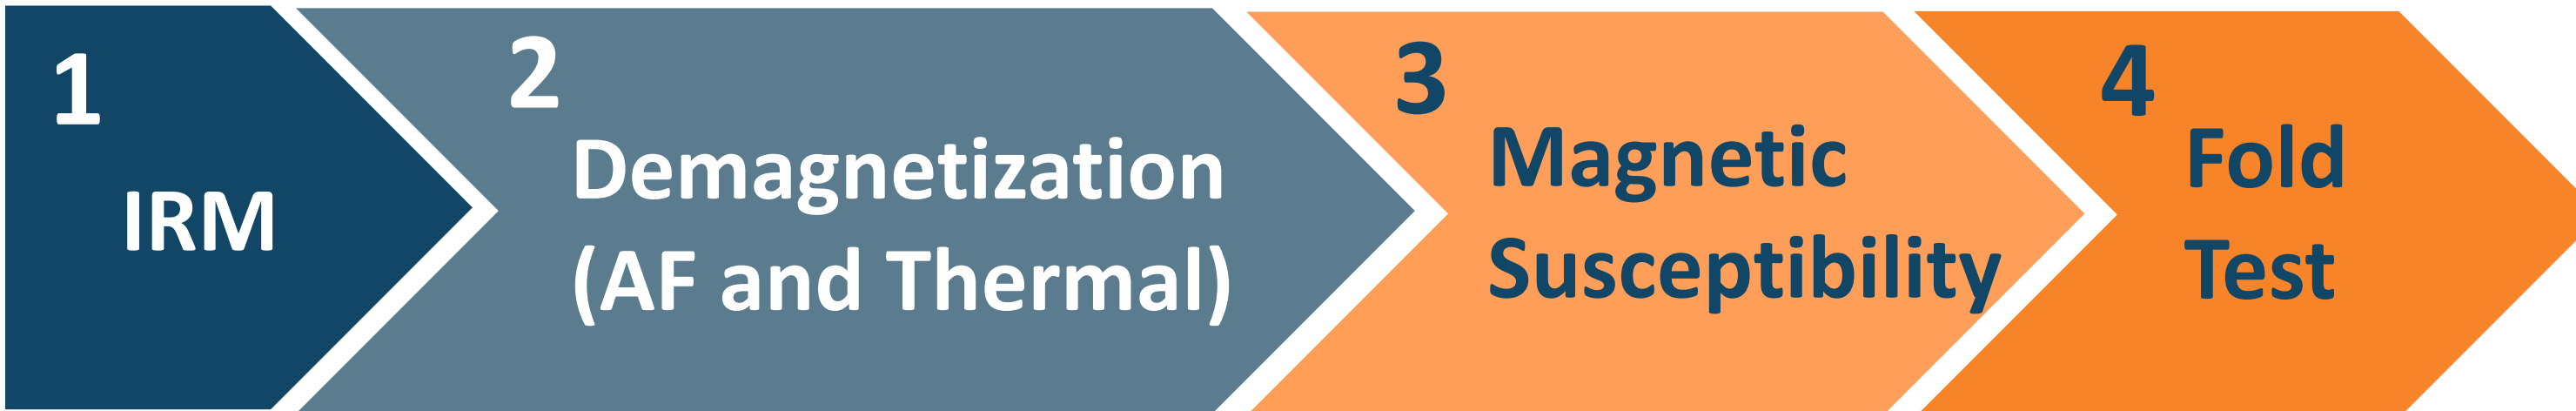 1
IRM
2
Demagnetization
(AF and Thermal)
3
Magnetic
Susceptibility
4
Fold
Test